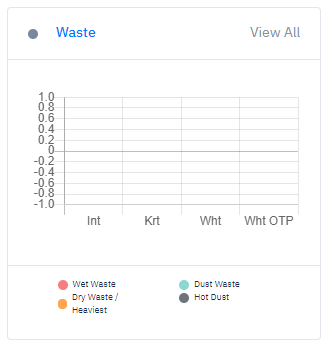 Waste View All
1.0
0.8
0.6
0.4
0.2
0
-0.2
-0.4
-0.6
-0.8
-1.0
Int Krt Wht Wht OTP
Wet Waste Dust Waste
Dry Waste / Hot Dust
Heaviest